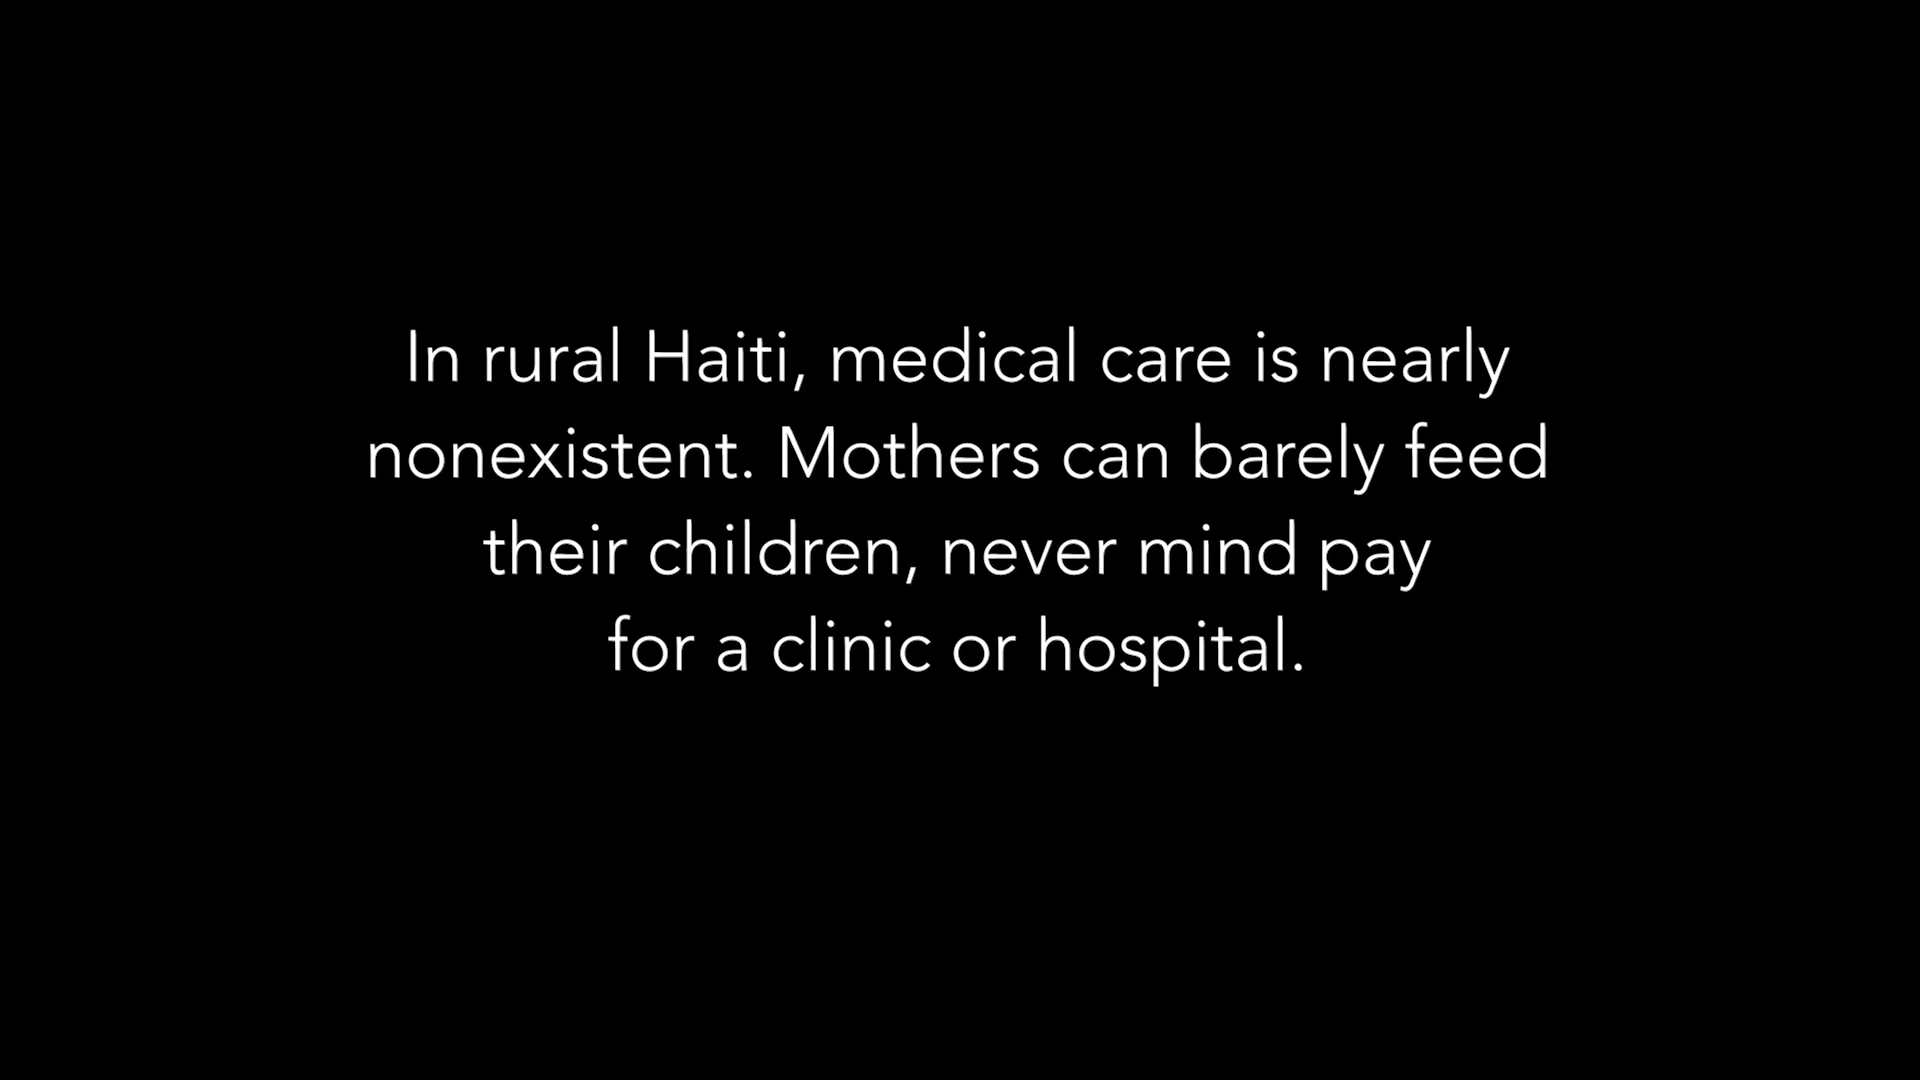 In rural Haiti, medical care is nearly
nonexistent. Mothers can barely feed
their children, never mind pay
for a clinic or hospital.